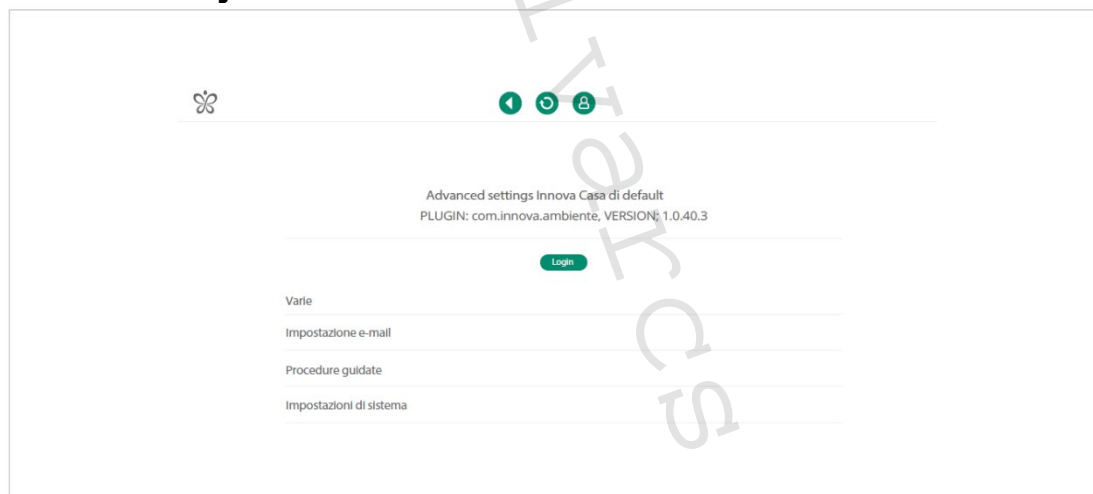 Advanced settings Innova Casa di default
PLUGIN: com.innova.ambiente, VERSION: 1.0.40.3
Login
Varie
Impostazione e-mail
Procedure guidate
Impostazioni di sistema